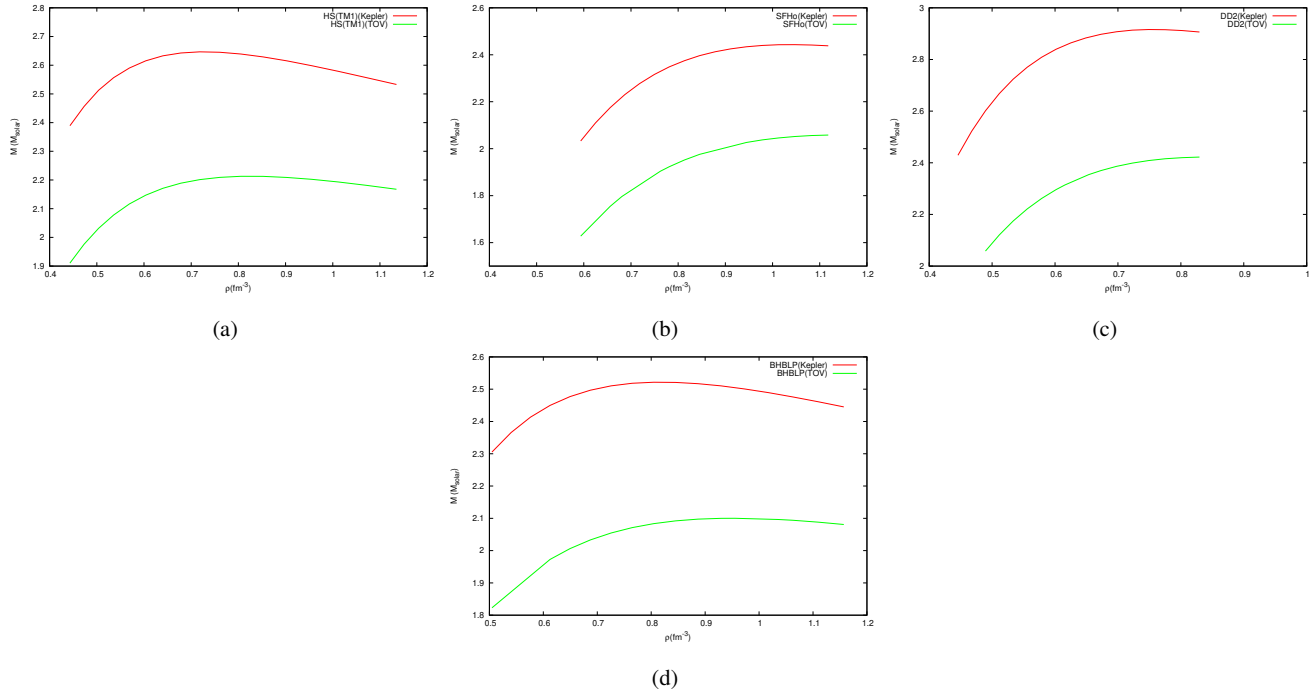 2.8
2.7
2.6
2.5
2.4
2.3
2.2
2.1
2
1.9
M (M_solar)
HS(TM1)(Kepler)
HS(TM1)(TOV)
0.4 0.5 0.6 0.7 0.8 0.9 1 1.1 1.2
ρ(fm⁻³)
(a)
2.6
2.4
2.2
2
1.8
1.6
M (M_solar)
SFHo(Kepler)
SFHo(TOV)
0.4 0.5 0.6 0.7 0.8 0.9 1 1.1 1.2
ρ(fm⁻³)
(b)
3
2.8
2.6
2.4
2.2
2
M (M_solar)
DD2(Kepler)
DD2(TOV)
0.4 0.5 0.6 0.7 0.8 0.9 1
ρ(fm⁻³)
(c)
2.6
2.5
2.4
2.3
2.2
2.1
2
1.9
1.8
M (M_solar)
BHBLP(Kepler)
BHBLP(TOV)
0.5 0.6 0.7 0.8 0.9 1 1.1 1.2
ρ(fm⁻³)
(d)